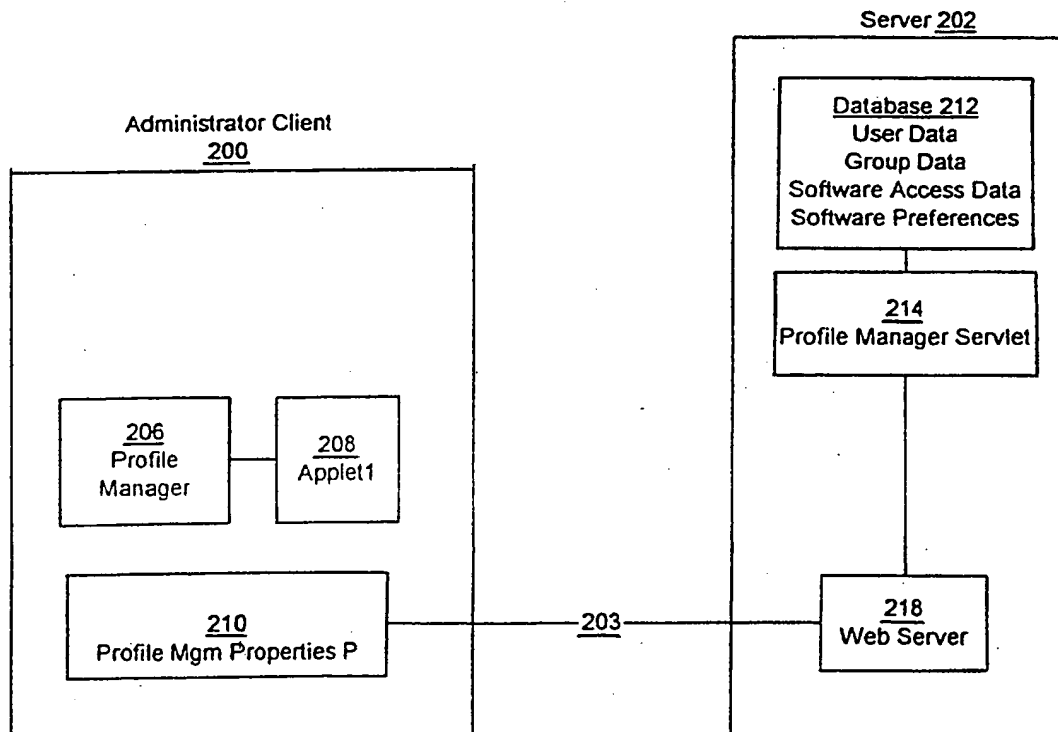 Server 202
Database 212
User Data
Group Data
Software Access Data
Software Preferences
214
Profile Manager Servlet
Administrator Client
200
206
Profile
Manager
208
Applet1
210
Profile Mgm Properties P
203
218
Web Server